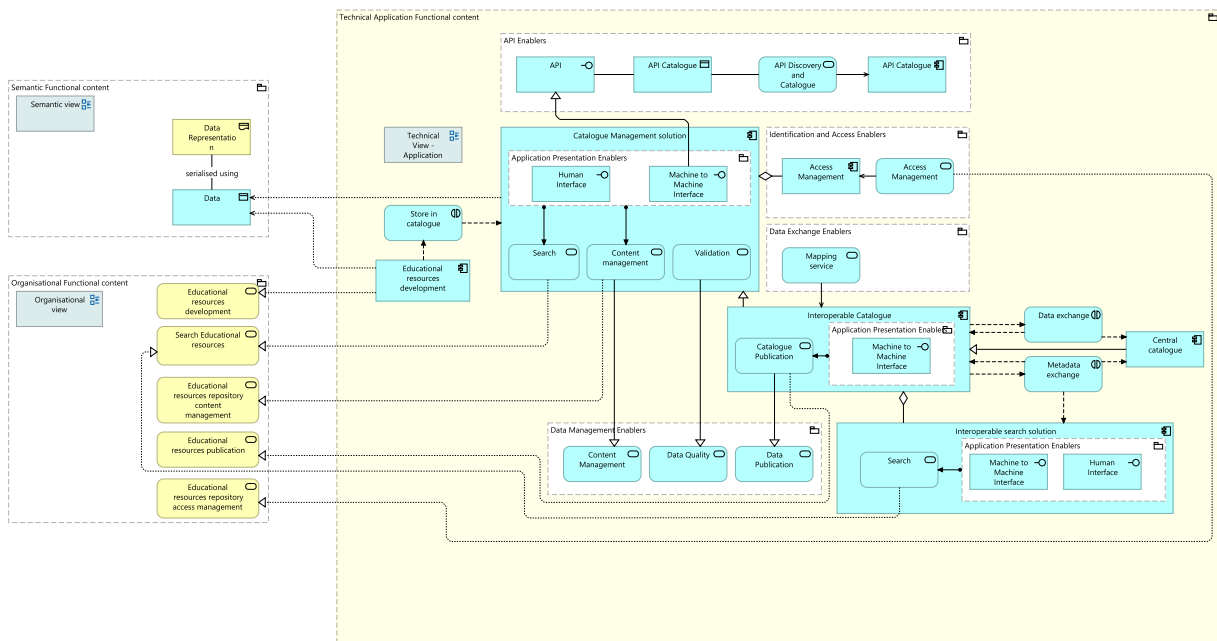 Technical Application Functional content
API Enablers
API
API Catalogue
API Discovery
and
Catalogue
API Catalogue
Semantic Functional content
Semantic view
Data
Representatio
n
serialised using
Data
Technical
View -
Application
Catalogue Management solution
Application Presentation Enablers
Human
Interface
Machine to
Machine
Interface
Search
Content
management
Validation
Identification and Access Enablers
Access
Management
Access
Management
Store in
catalogue
Educational
resources
development
Data Exchange Enablers
Mapping
service
Organisational Functional content
Organisational
view
Educational
resources
development
Search Educational
resources
Educational
resources repository
content
management
Educational
resources publication
Educational
resources repository
access management
Interoperable Catalogue
Application Presentation Enablers
Catalogue
Publication
Machine to
Machine
Interface
Data exchange
Metadata
exchange
Central
catalogue
Data Management Enablers
Content
Management
Data Quality
Data
Publication
Interoperable search solution
Application Presentation Enablers
Search
Machine to
Machine
Interface
Human
Interface